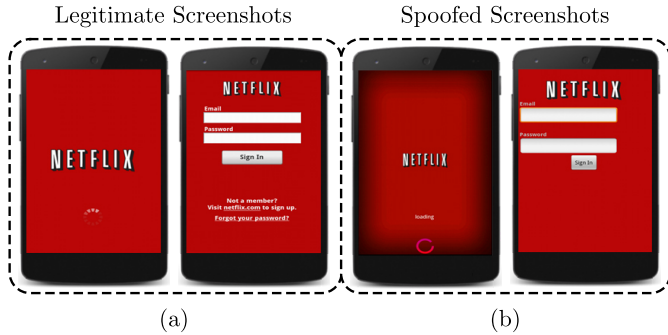 Legitimate Screenshots
Spoofed Screenshots
NETFLIX
NETFLIX
Email
Password
Sign In
Not a member?
Visit netflix.com to sign up.
Forgot your password?
NETFLIX
loading
NETFLIX
Email
Password
Sign In
(a)
(b)